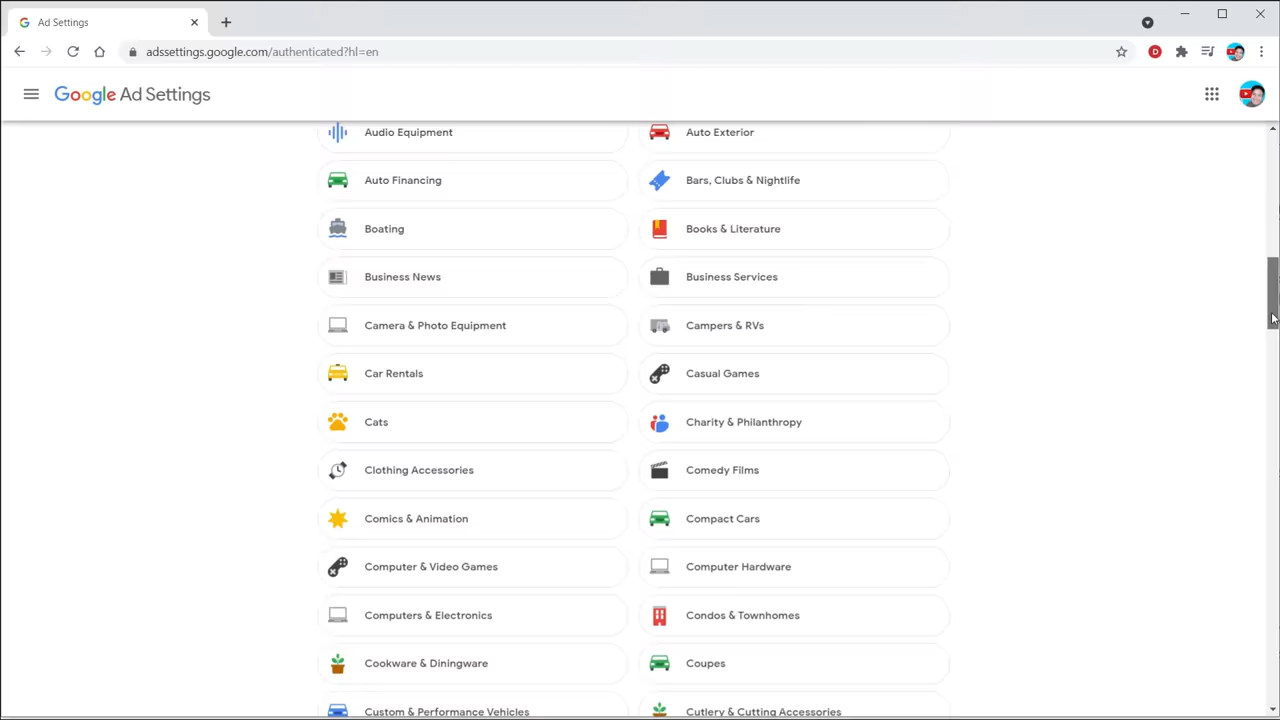 Ad Settings
adssettings.google.com/authenticated?hl=en
D
Google Ad Settings
Audio Equipment
Auto Exterior
Auto Financing
Bars, Clubs & Nightlife
Boating
Books & Literature
Business News
Business Services
Camera & Photo Equipment
Campers & RVs
Car Rentals
Casual Games
Cats
Charity & Philanthropy
Clothing Accessories
Comedy Films
Comics & Animation
Compact Cars
Computer & Video Games
Computer Hardware
Computers & Electronics
Condos & Townhomes
Cookware & Diningware
Coupes
Custom & Performance Vehicles
Cutlery & Cutting Accessories